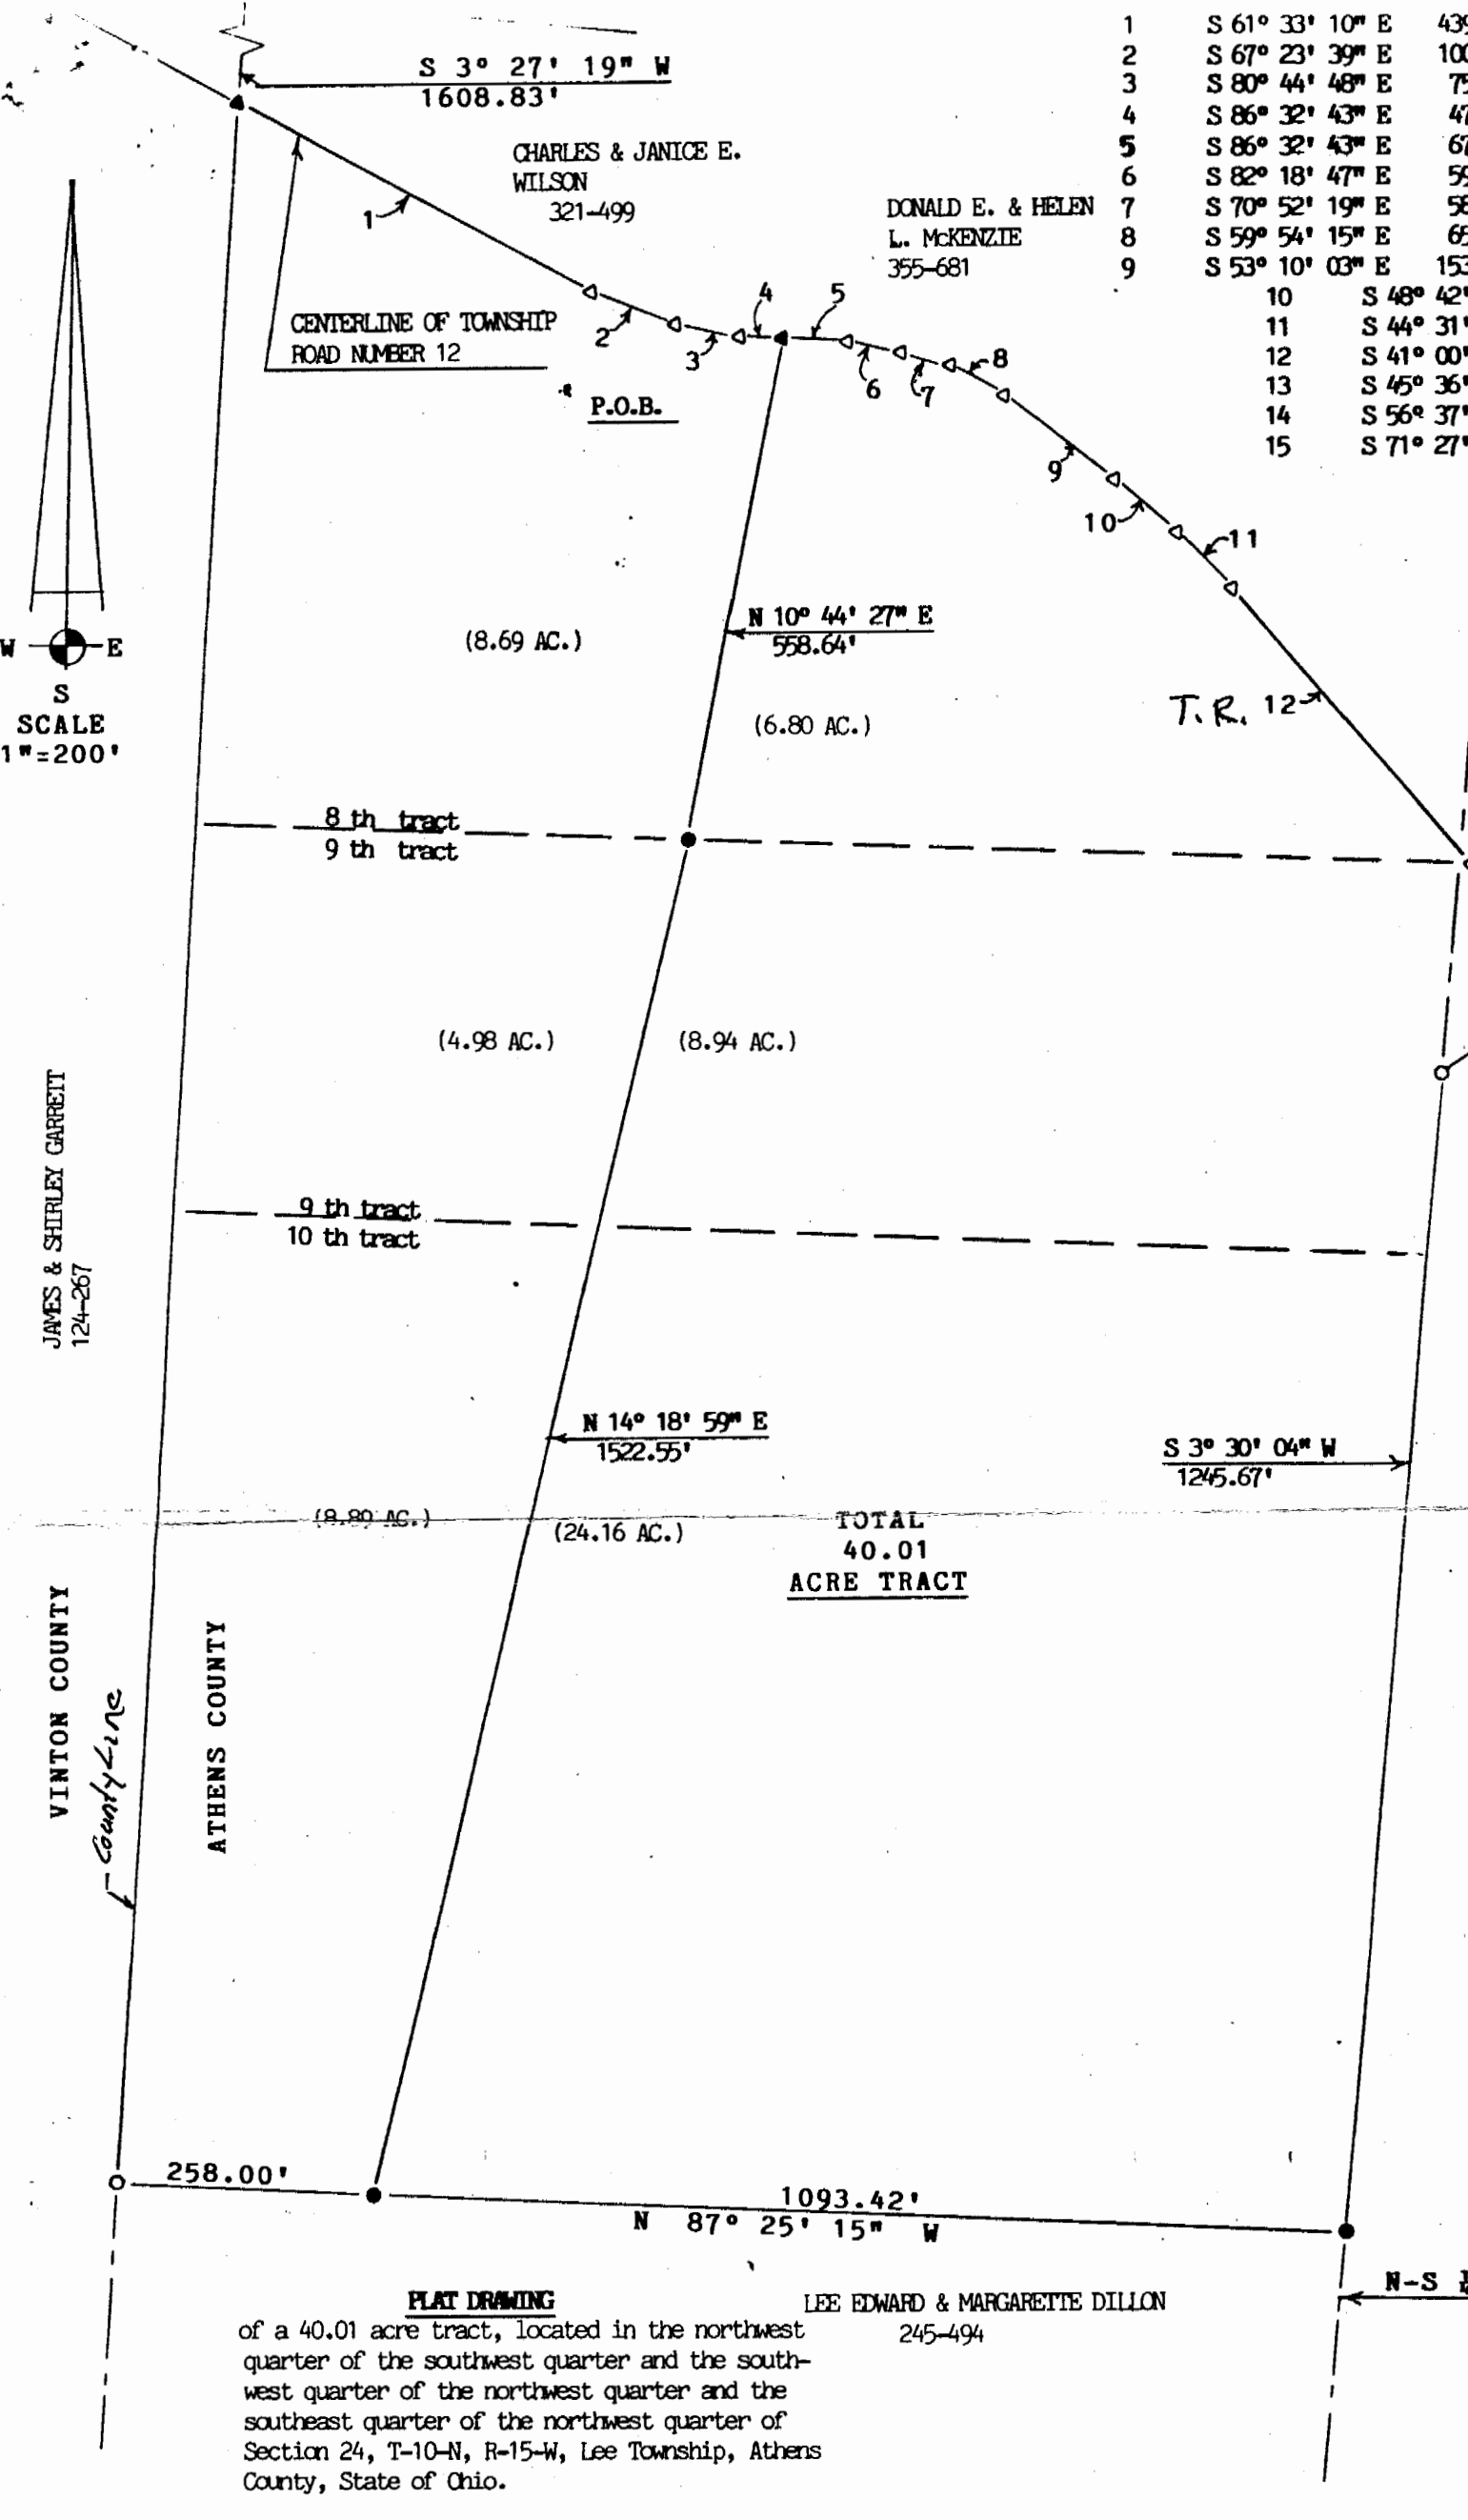 1 S 61° 33' 10" E 439
2 S 67° 23' 39" E 100
3 S 80° 44' 48" E 75
4 S 86° 32' 43" E 47
5 S 86° 32' 43" E 67
6 S 82° 18' 47" E 59
7 S 70° 52' 19" E 58
8 S 59° 54' 15" E 65
9 S 53° 10' 03" E 153
10 S 48° 42'
11 S 44° 31'
12 S 41° 00'
13 S 45° 36'
14 S 56° 37'
15 S 71° 27'
S 3° 27' 19" W
1608.83'
CHARLES & JANICE E.
WILSON
321-499
DONALD E. & HELEN
L. McKENZIE
355-681
1
2
3
4
5
6
7
8
9
10
11
CENTERLINE OF TOWNSHIP
ROAD NUMBER 12
P.O.B.
W E
S
SCALE
1"=200'
(8.69 AC.)
N 10° 44' 27" E
558.64'
T.R. 12
(6.80 AC.)
8 th tract
9 th tract
(4.98 AC.)
(8.94 AC.)
JAMES & SHIRLEY GARRETT
124-267
9 th tract
10 th tract
N 14° 18' 59" E
1522.55'
S 3° 30' 04" W
1245.67'
(24.16 AC.)
TOTAL
40.01
ACRE TRACT
VINTON COUNTY
County Line
ATHENS COUNTY
258.00'
1093.42'
N 87° 25' 15" W
N-S
PLAT DRAWING
of a 40.01 acre tract, located in the northwest
quarter of the southwest quarter and the south-
west quarter of the northwest quarter and the
southeast quarter of the northwest quarter of
Section 24, T-10-N, R-15-W, Lee Township, Athens
County, State of Ohio.
LEE EDWARD & MARGARETTE DILLON
245-494